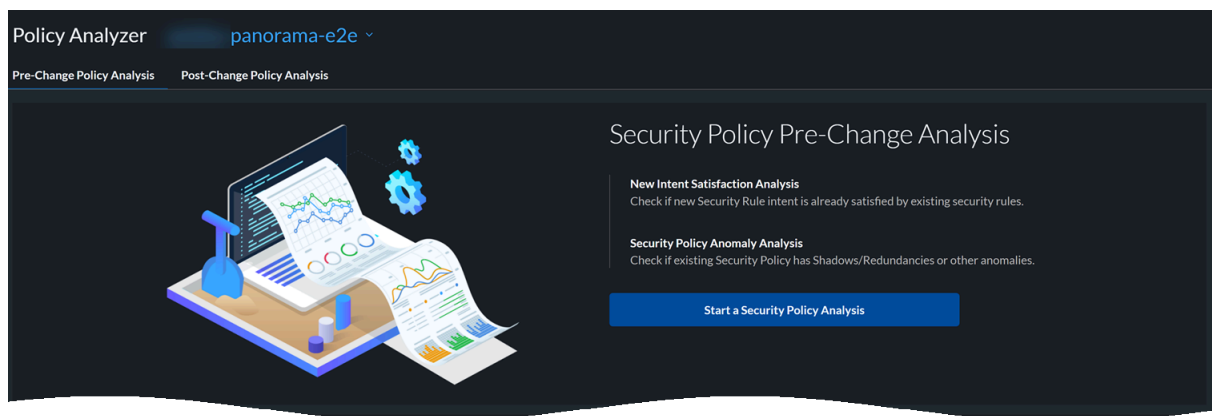 Policy Analyzer panorama-e2e
Pre-Change Policy Analysis Post-Change Policy Analysis
Security Policy Pre-Change Analysis
New Intent Satisfaction Analysis
Check if new Security Rule intent is already satisfied by existing security rules.
Security Policy Anomaly Analysis
Check if existing Security Policy has Shadows/Redundancies or other anomalies.
Start a Security Policy Analysis